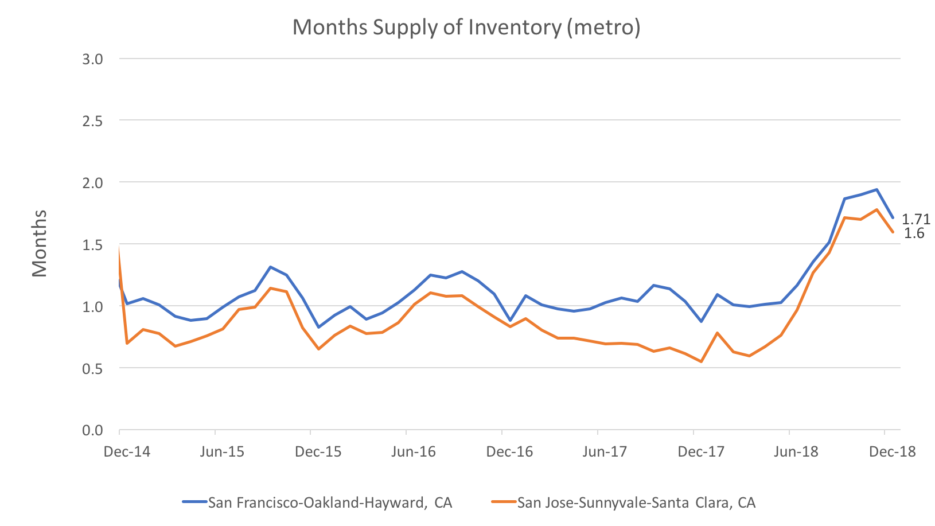 Months Supply of Inventory (metro)
3.0
2.5
2.0
1.5
1.0
0.5
0.0
Months
1.71
1.6
Dec-14 Jun-15 Dec-15 Jun-16 Dec-16 Jun-17 Dec-17 Jun-18 Dec-18
San Francisco-Oakland-Hayward, CA San Jose-Sunnyvale-Santa Clara, CA